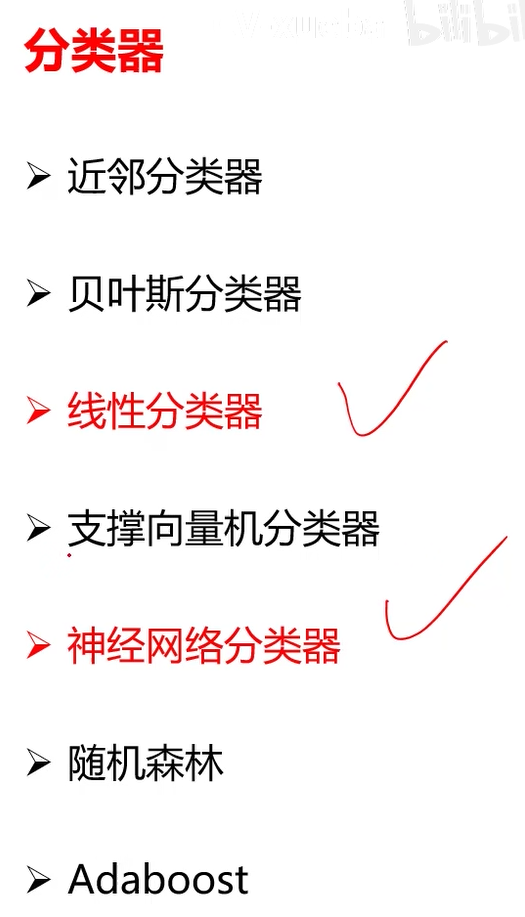 bilibili
分类器
➢ 近邻分类器
➢ 贝叶斯分类器
➢ 线性分类器
➢ 支撑向量机分类器
➢ 神经网络分类器
➢ 随机森林
➢ Adaboost